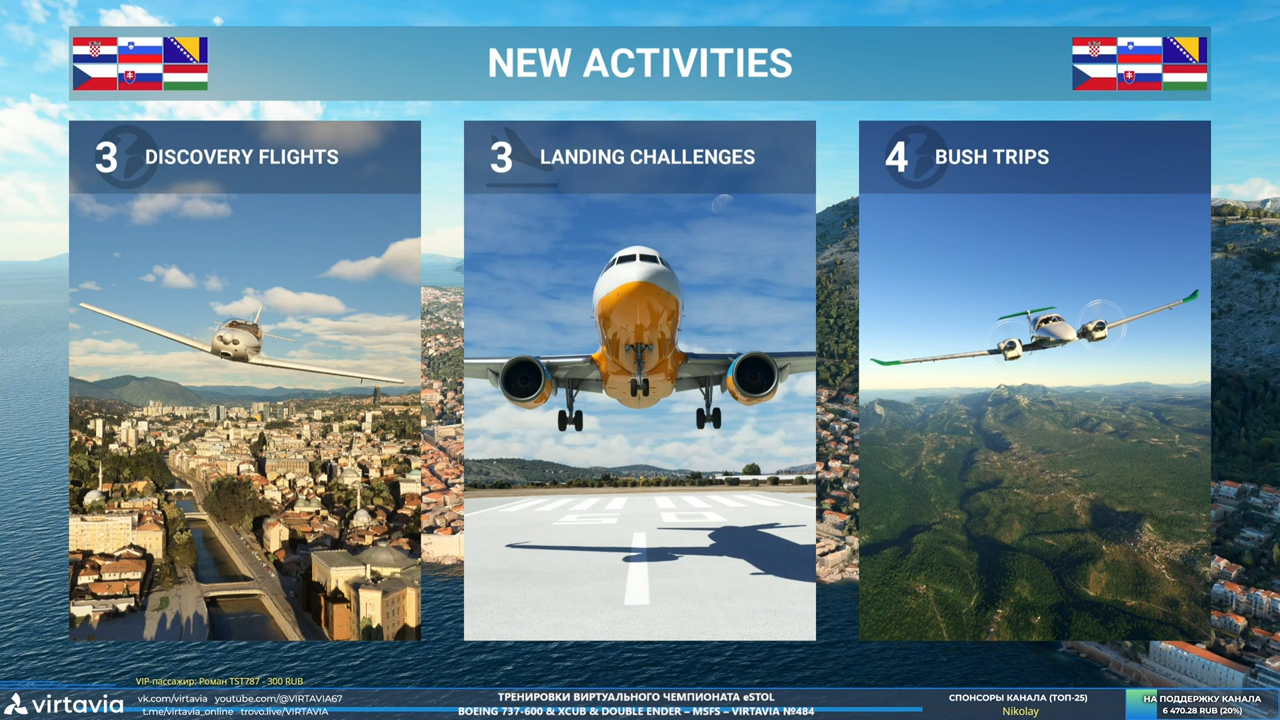 NEW ACTIVITIES
3 DISCOVERY FLIGHTS
3 LANDING CHALLENGES
4 BUSH TRIPS
VIP-пассажир: Роман TST787 - 300 RUB
virtavia
vk.com/virtavia youtube.com/@VIRTAVIA67
t.me/virtavia_online trovo.live/VIRTAVIA
ТРЕНИРОВКИ ВИРТУАЛЬНОГО ЧЕМПИОНАТА eSTOL
BOEING 737-600 & XCUB & DOUBLE ENDER – MSFS – VIRTAVIA №484
СПОНСОРЫ КАНАЛА (ТОП-25)
Nikolay
НА ПОДДЕРЖКУ КАНАЛА
6 470.28 RUB (20%)